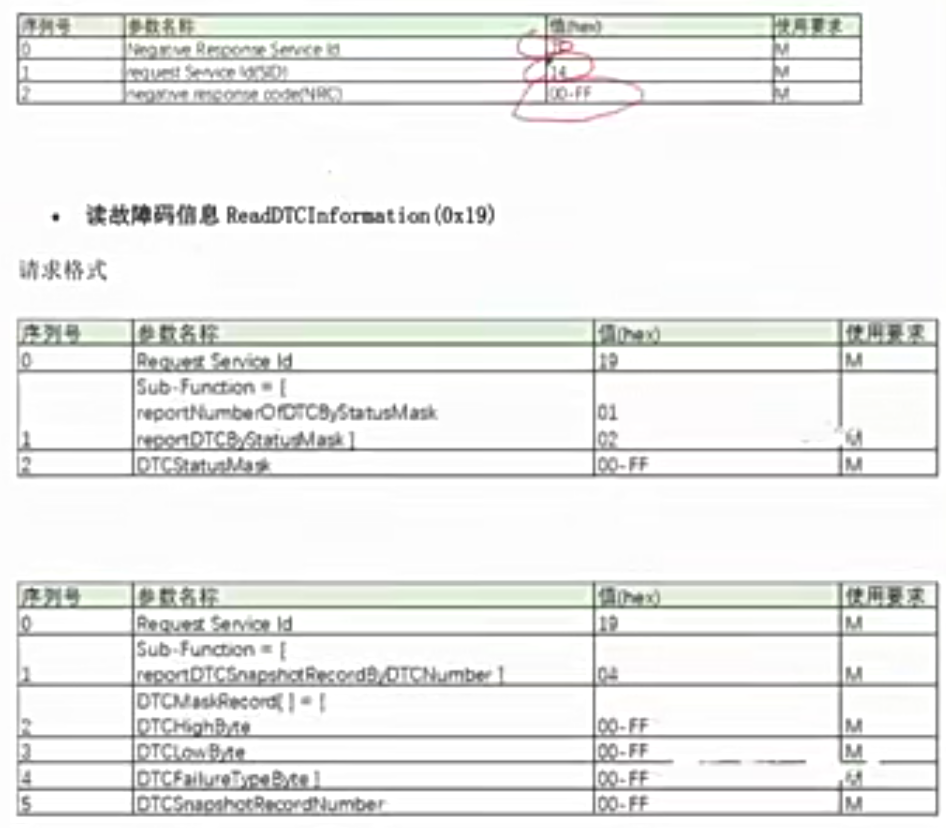 序列号 参数名称 值(hex) 使用要求
0 Negative Response Service Id M
1 request Service Id(SID) 14 M
2 negative response code(NRC) 00-FF M
• 读故障码信息 ReadDTCInformation(0x19)
请求格式
序列号 参数名称 值(hex) 使用要求
0 Request Service Id 19 M
Sub-Function = [
reportNumberOfDTCByStatusMask 01
1 reportDTCByStatusMask ] 02 M
2 DTCStatusMask 00-FF M
序列号 参数名称 值(hex) 使用要求
0 Request Service Id 19 M
Sub-Function = [
1 reportDTCSnapshotRecordByDTCNumber ] 04 M
DTCMaskRecord[ ] = [
2 DTCHighByte 00-FF M
3 DTCLowByte 00-FF M
4 DTCFailureTypeByte ] 00-FF M
5 DTCSnapshotRecordNumber 00-FF M